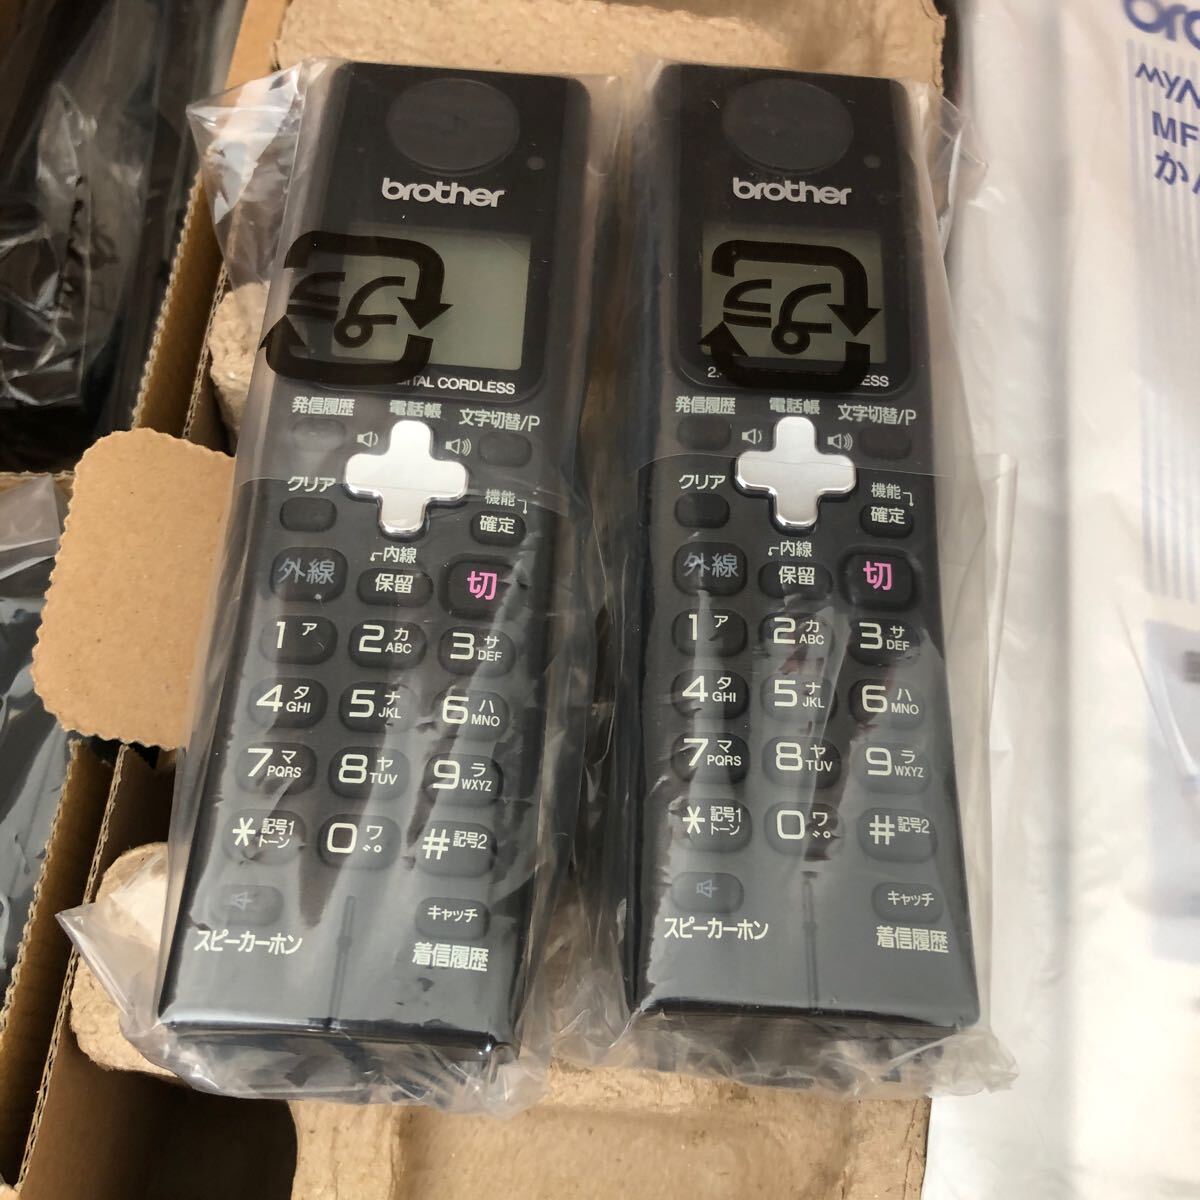 brother
DIGITAL CORDLESS
発信履歴 電話帳 文字切替/P
クリア 機能
確定
外線 内線
保留 切
1 ア 2 カ ABC 3 サ DEF
4 タ GHI 5 ナ JKL 6 ハ MNO
7 マ PQRS 8 ヤ TUV 9 ラ WXYZ
* 記号1 トーン 0 ワ # 記号2
キャッチ
スピーカーホン 着信履歴
brother
発信履歴 電話帳 文字切替/P
クリア 機能
確定
外線 内線
保留 切
1 ア 2 カ ABC 3 サ DEF
4 タ GHI 5 ナ JKL 6 ハ MNO
7 マ PQRS 8 ヤ TUV 9 ラ WXYZ
* 記号1 トーン 0 ワ # 記号2
キャッチ
スピーカーホン 着信履歴
MF